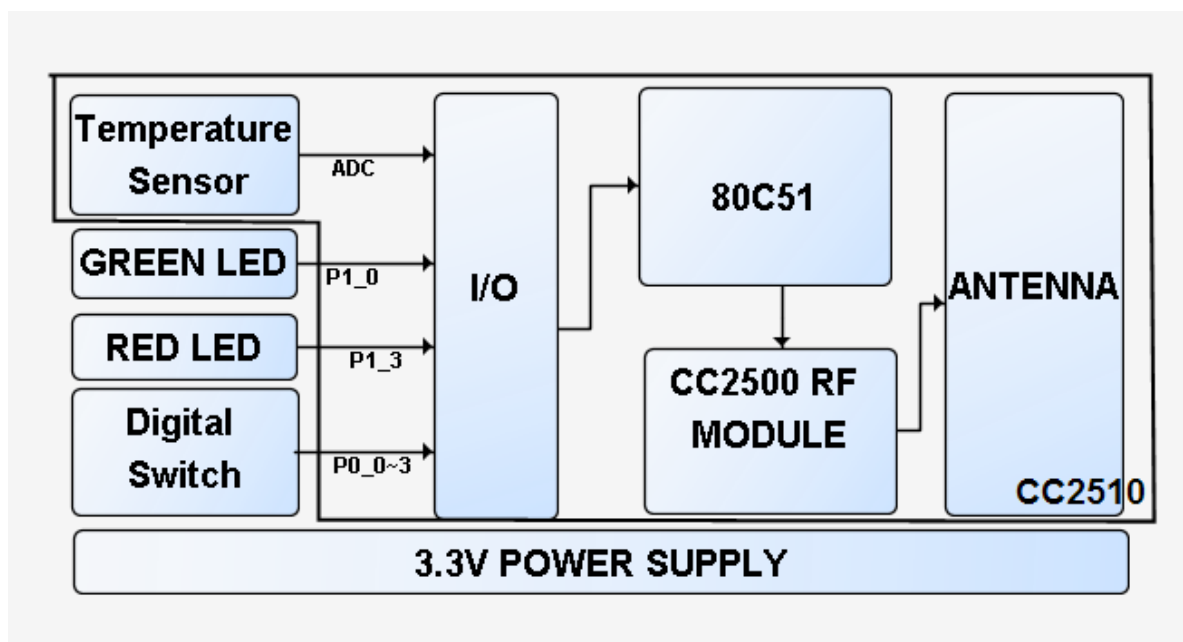 Temperature
Sensor
ADC
GREEN LED
P1_0
RED LED
P1_3
Digital
Switch
P0_0~3
I/O
80C51
CC2500 RF
MODULE
ANTENNA
CC2510
3.3V POWER SUPPLY